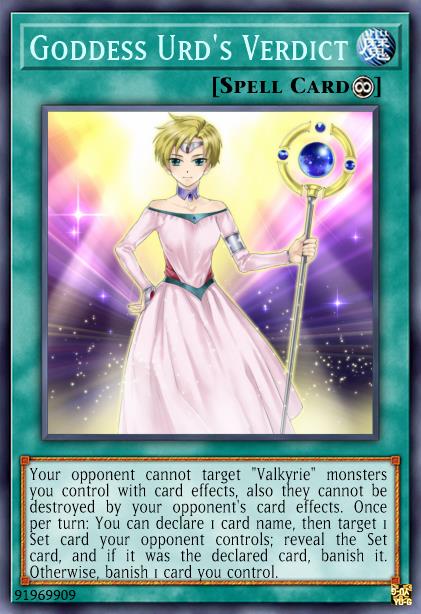 Goddess Urd's Verdict 魔
[Spell Card]
Your opponent cannot target "Valkyrie" monsters
you control with card effects, also they cannot be
destroyed by your opponent's card effects. Once
per turn: You can declare 1 card name, then target 1
Set card your opponent controls; reveal the Set
card, and if it was the declared card, banish it.
Otherwise, banish 1 card you control.
91969909